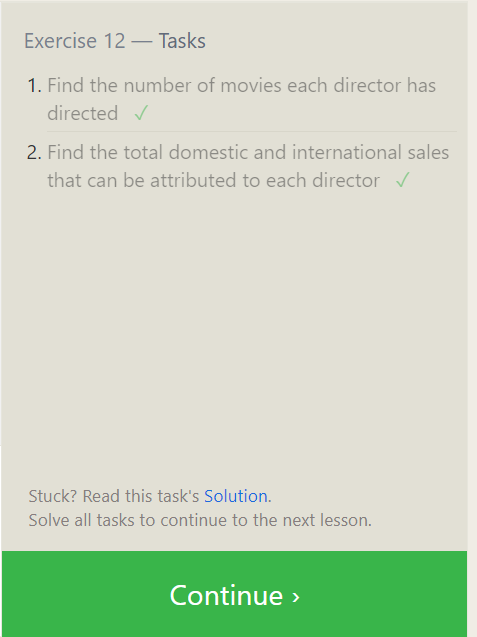 Exercise 12 — Tasks
1. Find the number of movies each director has
directed ✓
2. Find the total domestic and international sales
that can be attributed to each director ✓
Stuck? Read this task's Solution.
Solve all tasks to continue to the next lesson.
Continue ›